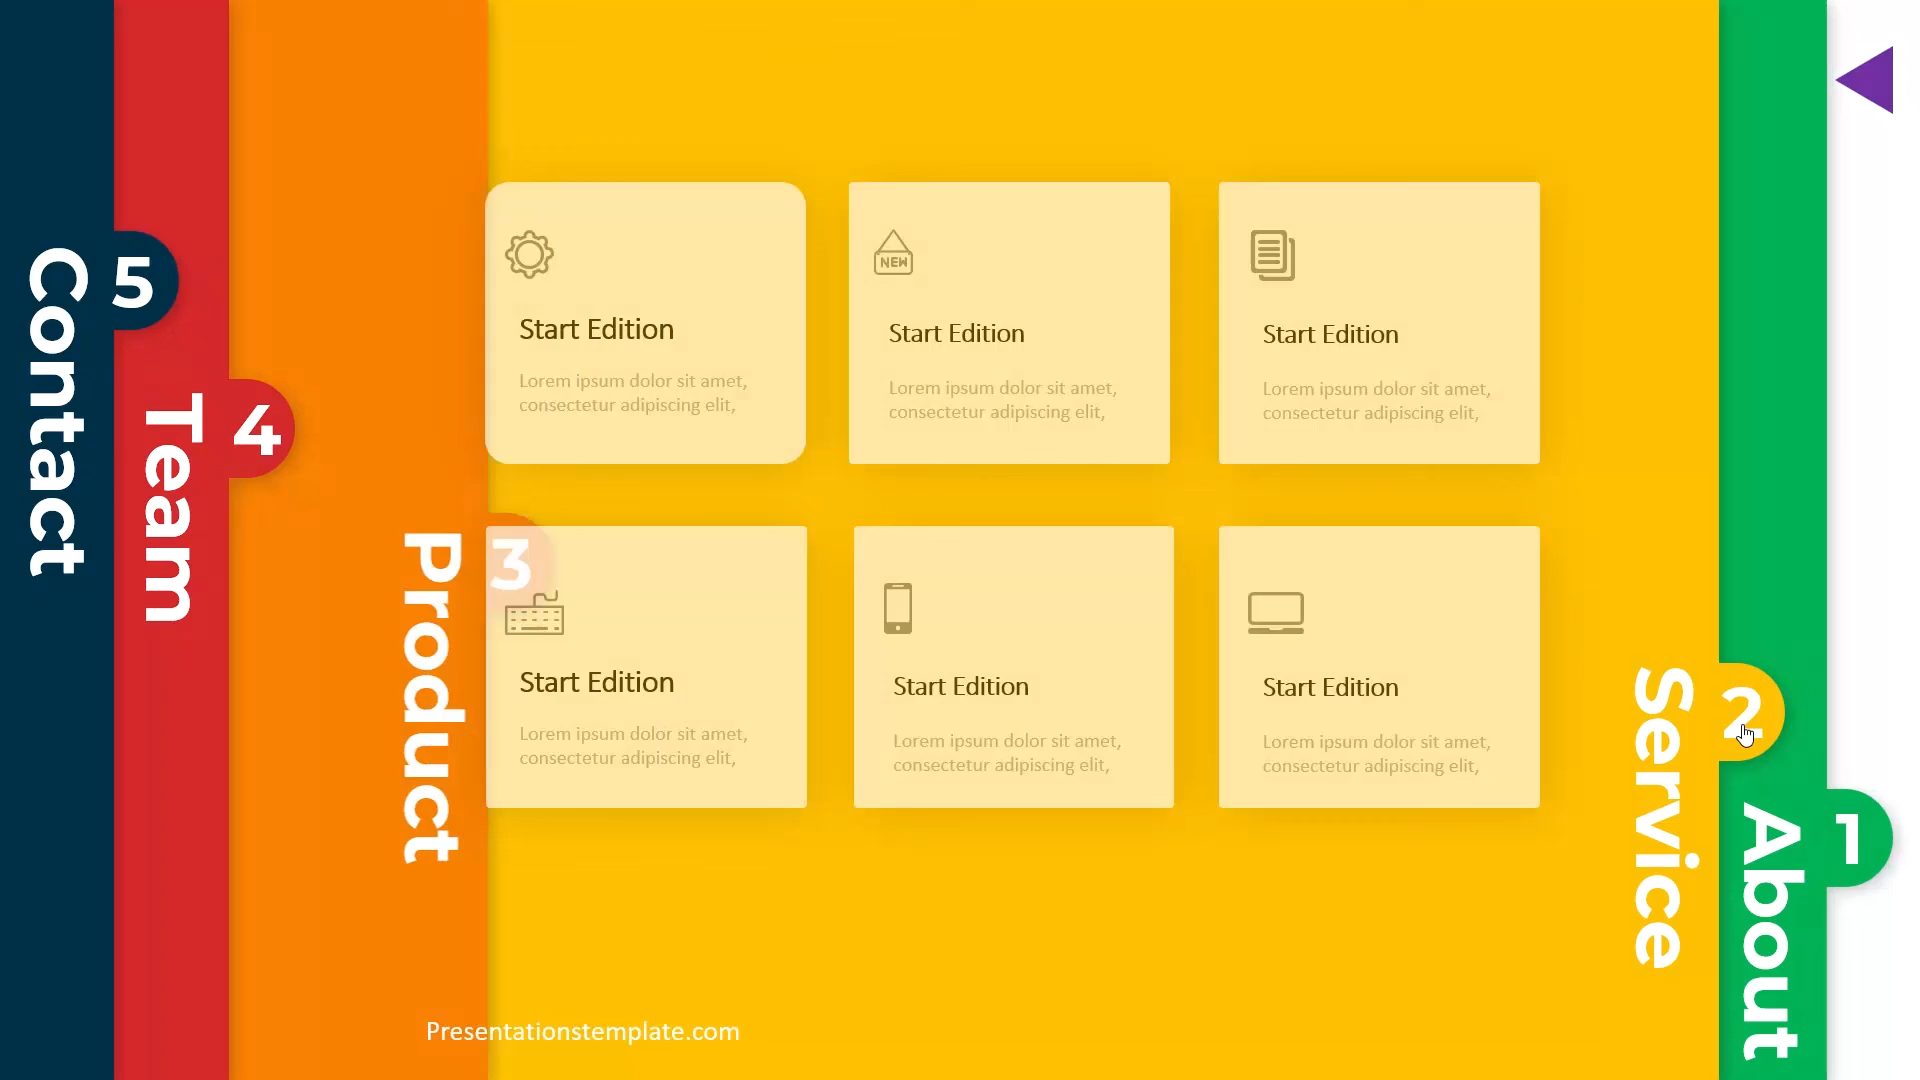 Contact
5
Team
4
Product
3
Start Edition
Lorem ipsum dolor sit amet,
consectetur adipiscing elit,
NEW
Start Edition
Lorem ipsum dolor sit amet,
consectetur adipiscing elit,
Start Edition
Lorem ipsum dolor sit amet,
consectetur adipiscing elit,
Start Edition
Lorem ipsum dolor sit amet,
consectetur adipiscing elit,
Start Edition
Lorem ipsum dolor sit amet,
consectetur adipiscing elit,
Start Edition
Lorem ipsum dolor sit amet,
consectetur adipiscing elit,
Service
2
About
1
Presentationstemplate.com